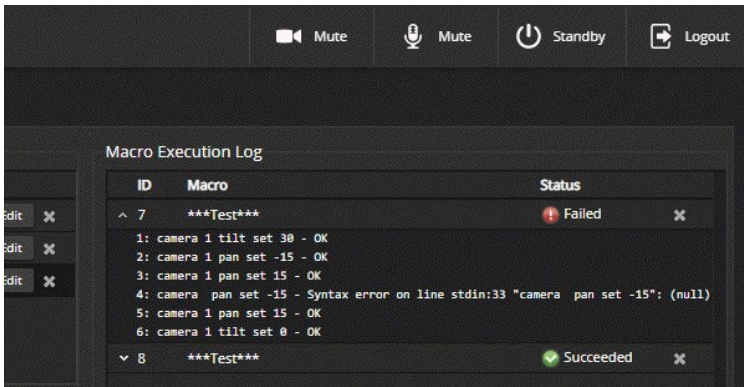 Mute
Mute
Standby
Logout
Macro Execution Log
ID Macro Status
Edit
7 ***Test*** Failed
1: camera 1 tilt set 30 - OK
2: camera 1 pan set -15 - OK
Edit
3: camera 1 pan set 15 - OK
Edit
4: camera  pan set -15 - Syntax error on line stdin:33 "camera  pan set -15": (null)
5: camera 1 pan set 15 - OK
6: camera 1 tilt set 0 - OK
8 ***Test*** Succeeded